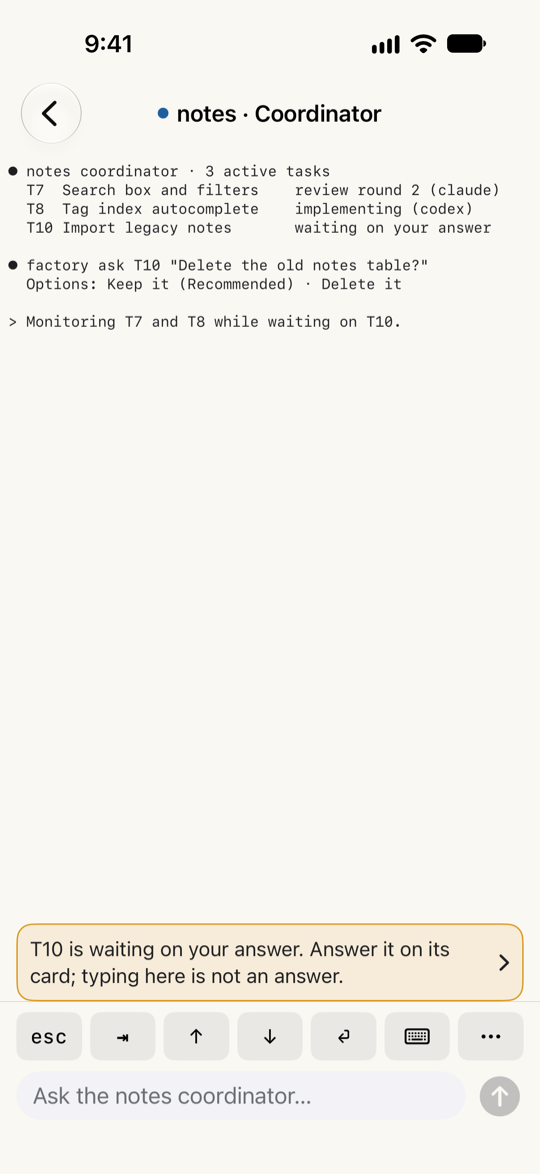 9:41
notes · Coordinator
● notes coordinator · 3 active tasks
T7 Search box and filters review round 2 (claude)
T8 Tag index autocomplete implementing (codex)
T10 Import legacy notes waiting on your answer
● factory ask T10 "Delete the old notes table?"
Options: Keep it (Recommended) · Delete it
> Monitoring T7 and T8 while waiting on T10.
T10 is waiting on your answer. Answer it on its
card; typing here is not an answer.
esc ⇥ ↑ ↓ ↲ ⌨ •••
Ask the notes coordinator...